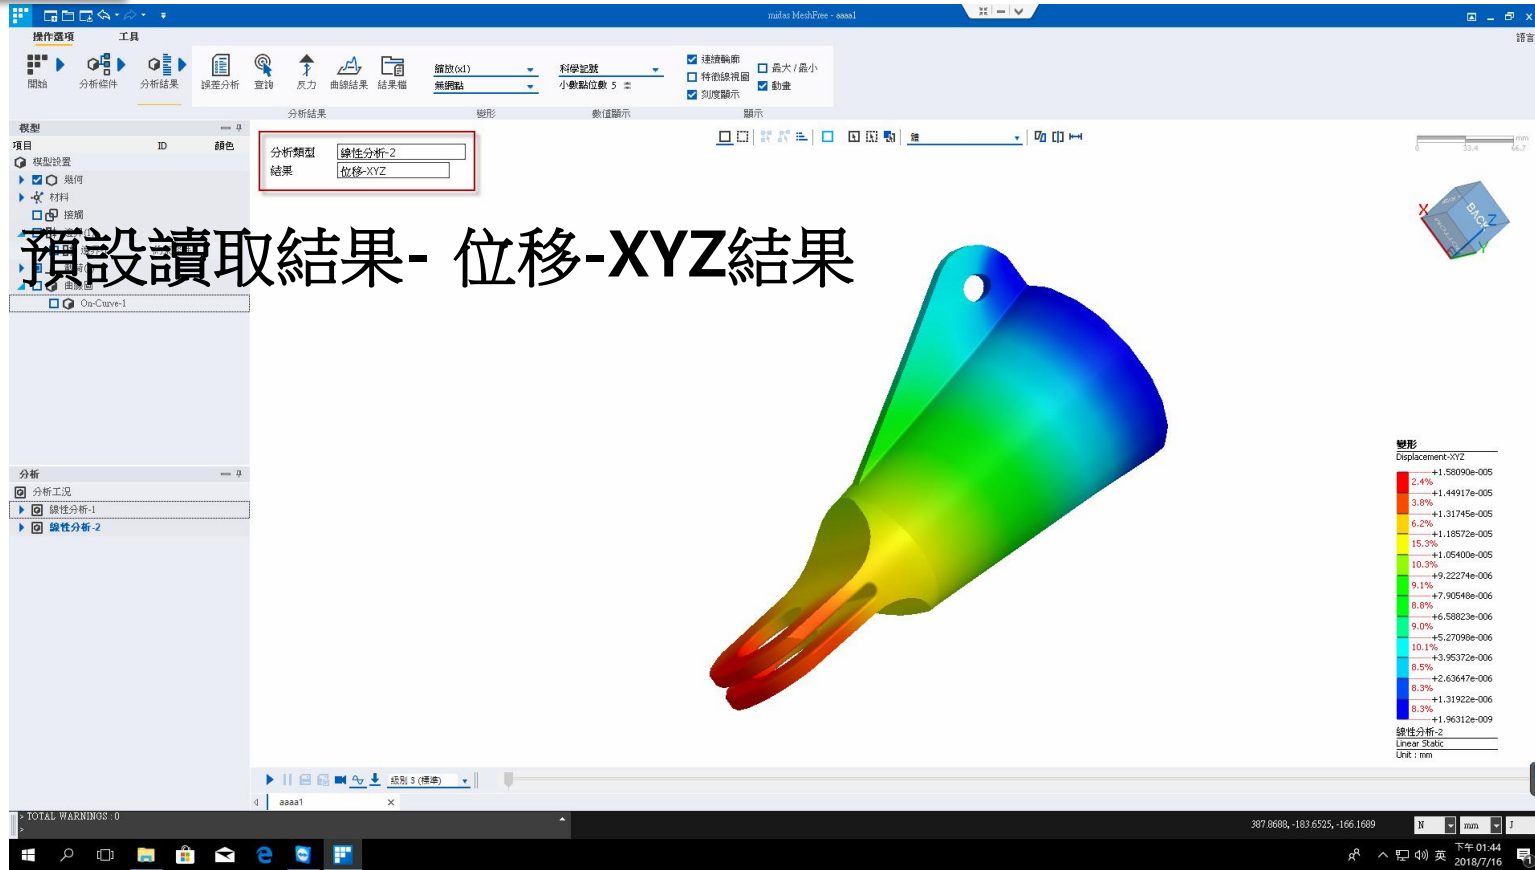 midas MeshFree - aaaa1
操作選項 工具
語言
開始 分析條件 分析結果 誤差分析 查詢 反力 曲線結果 結果檔
縮放(x1)
無網點
科學記號
小數點位數 5
連續輪廓
特徵線視圖
刻度顯示
最大 / 最小
動畫
分析結果 變形 數值顯示 顯示
模型
項目 ID 顏色
模型設置
幾何
材料
接觸
On-Curve-1
分析類型 線性分析-2
結果 位移-XYZ
預設讀取結果- 位移-XYZ結果
mm
0 33.4 66.7
X
BACK
Z
Y
分析
分析工況
線性分析-1
線性分析-2
變形
Displacement-XYZ
+1.58090e-005
2.4%
+1.44917e-005
3.8%
+1.31745e-005
6.2%
+1.18572e-005
15.3%
+1.05400e-005
10.3%
+9.22274e-006
9.1%
+7.90548e-006
8.8%
+6.58823e-006
9.0%
+5.27098e-006
10.1%
+3.95372e-006
8.5%
+2.63647e-006
8.3%
+1.31922e-006
8.3%
+1.96312e-009
線性分析-2
Linear Static
Unit : mm
級別 3 (標準)
aaaa1
> TOTAL WARNINGS : 0
>
387.8688, -183.6525, -166.1689 N mm J
英
下午 01:44
2018/7/16